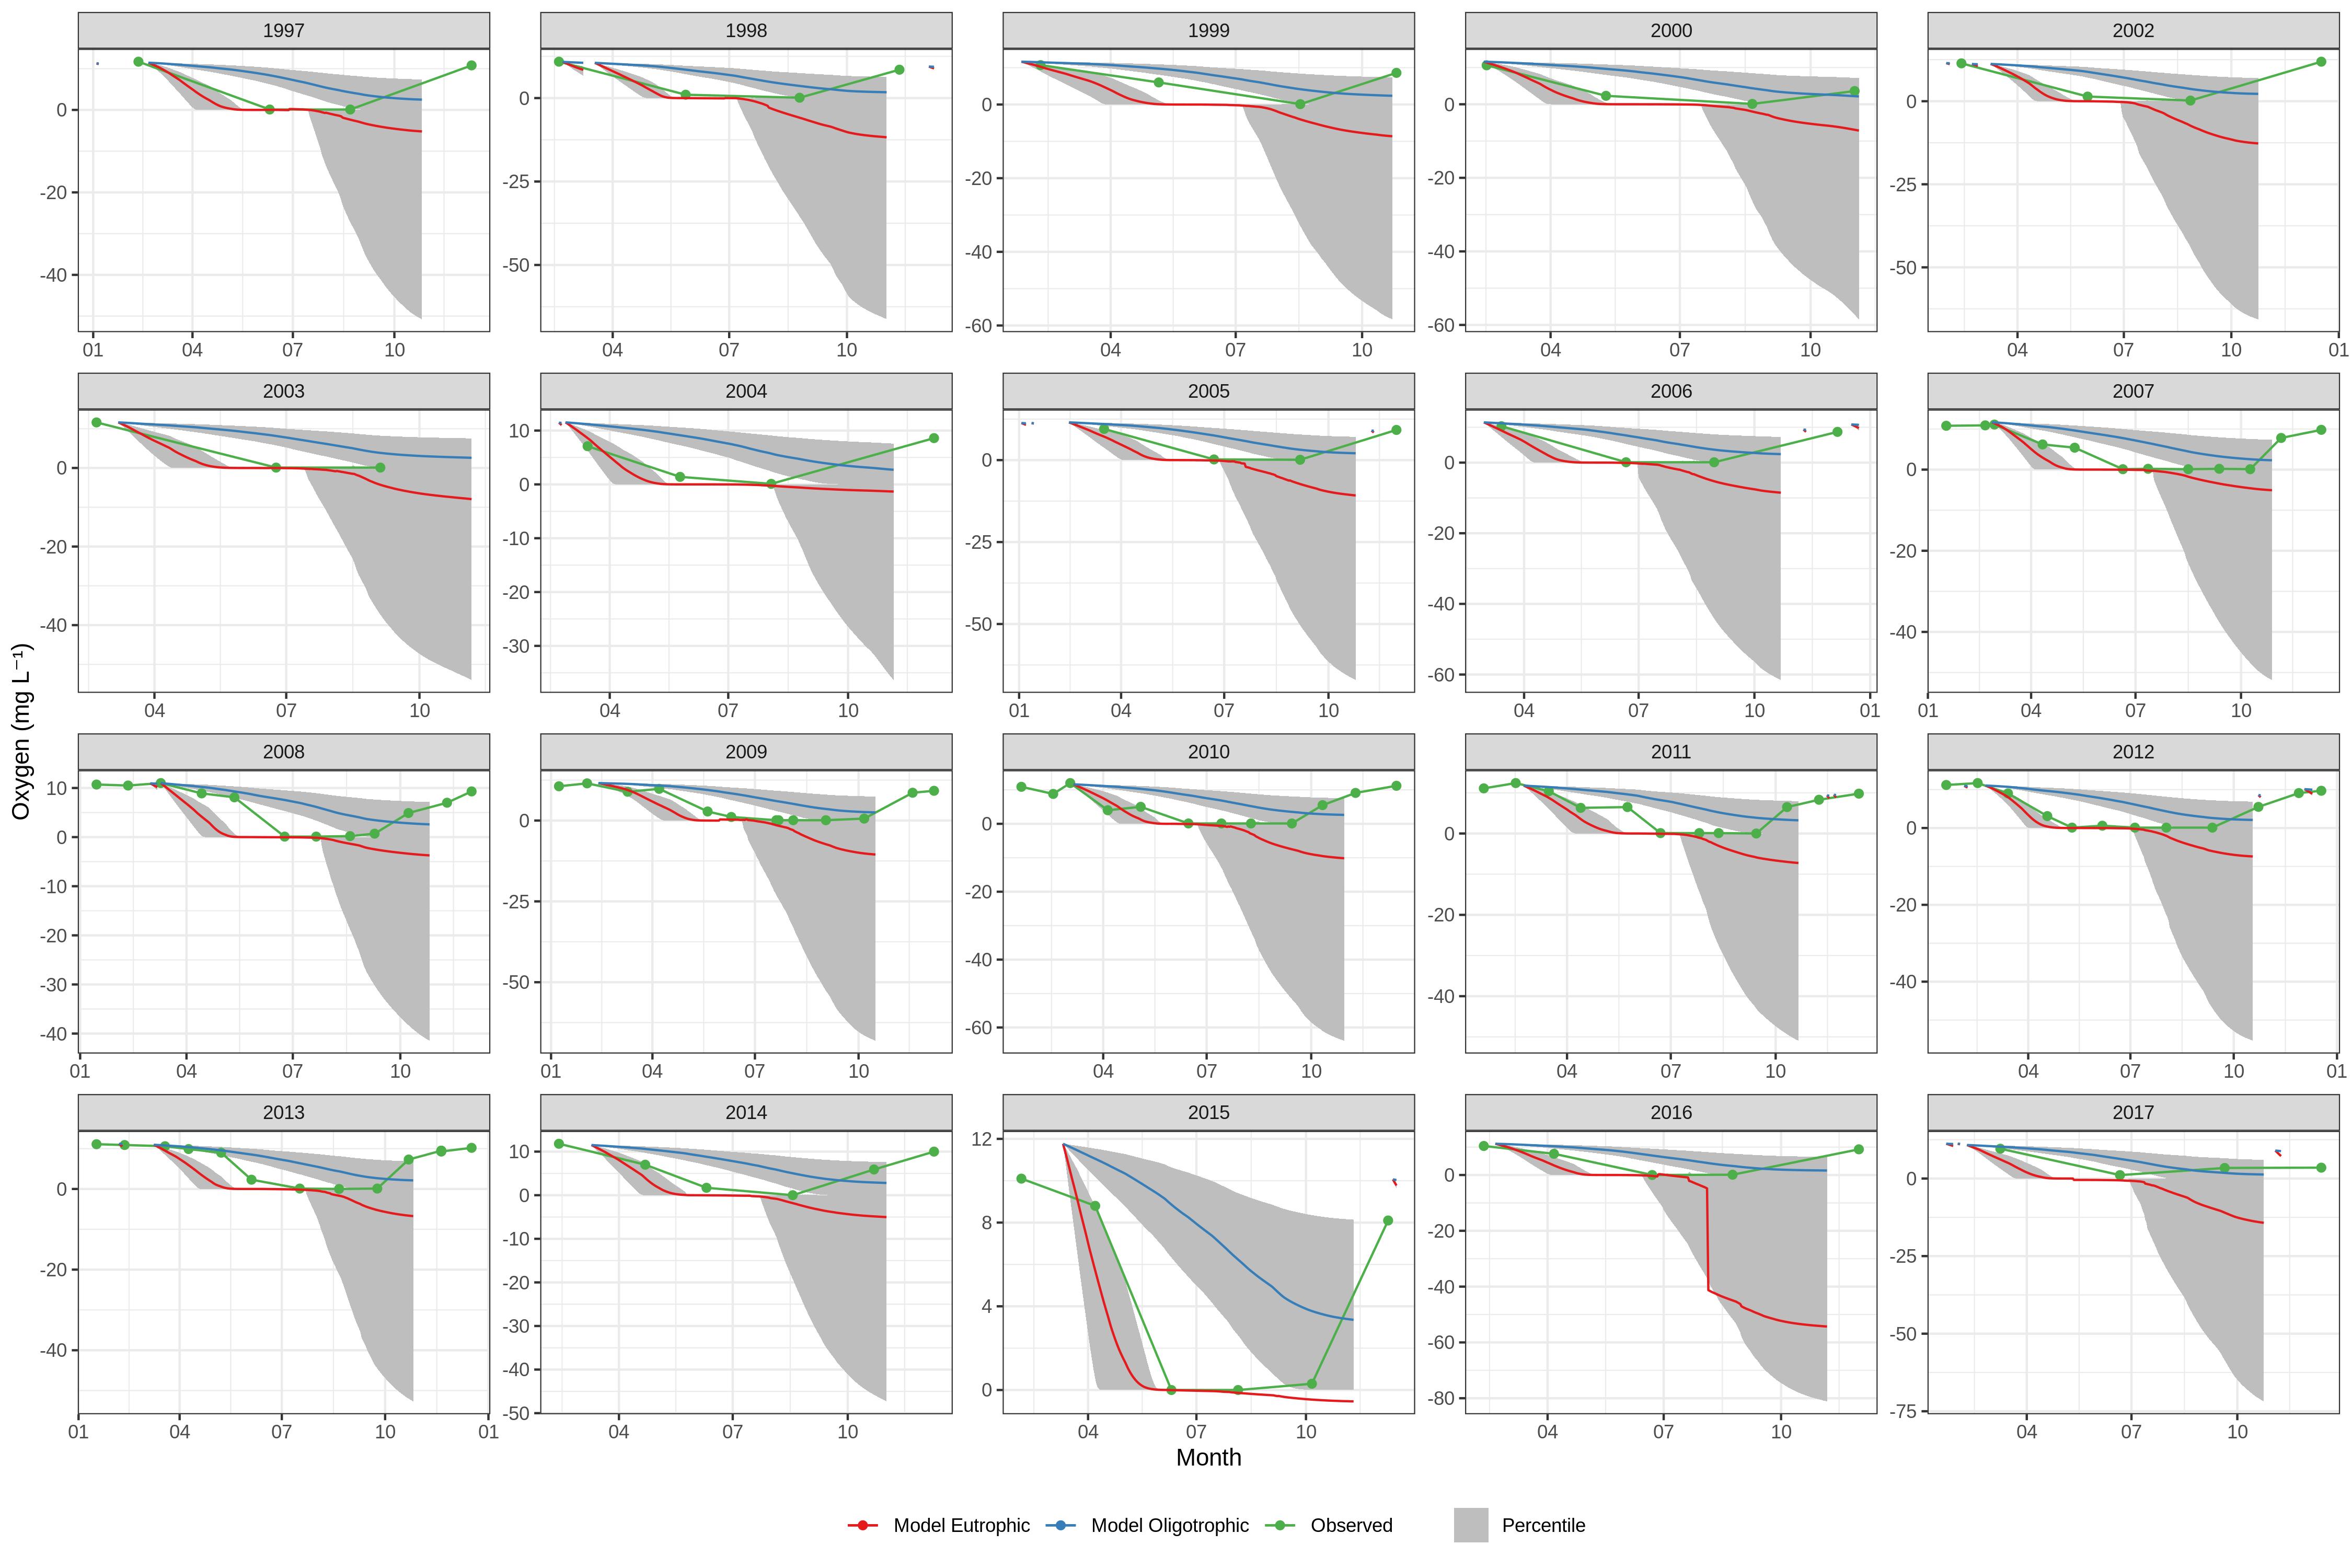 1997 1998 1999 2000 2002
0 -20 -40
0 -25 -50
0 -20 -40 -60
0 -20 -40 -60
0 -25 -50
01 04 07 10
04 07 10
04 07 10
04 07 10
04 07 10 01
2003 2004 2005 2006 2007
0 -20 -40
10 0 -10 -20 -30
0 -25 -50
0 -20 -40 -60
0 -20 -40
04 07 10
04 07 10
01 04 07 10
04 07 10 01
01 04 07 10
Oxygen (mg L⁻¹)
2008 2009 2010 2011 2012
10 0 -10 -20 -30 -40
0 -25 -50
0 -20 -40 -60
0 -20 -40
0 -20 -40
01 04 07 10
01 04 07 10
04 07 10
04 07 10
04 07 10 01
2013 2014 2015 2016 2017
0 -20 -40
10 0 -10 -20 -30 -40 -50
12 8 4 0
0 -20 -40 -60 -80
0 -25 -50 -75
01 04 07 10 01
04 07 10
04 07 10
04 07 10
04 07 10
Month
Model Eutrophic Model Oligotrophic Observed Percentile